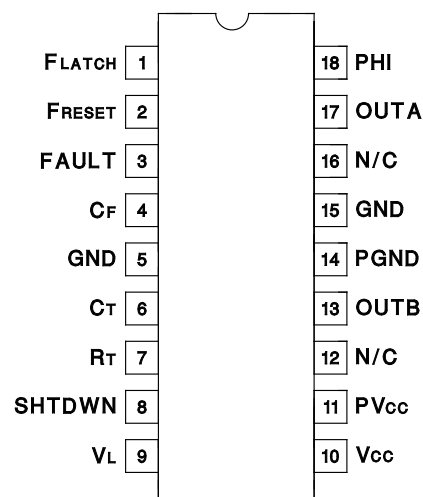 FLATCH 1 18 PHI
FRESET 2 17 OUTA
FAULT 3 16 N/C
CF 4 15 GND
GND 5 14 PGND
CT 6 13 OUTB
RT 7 12 N/C
SHTDWN 8 11 PVCC
VL 9 10 VCC